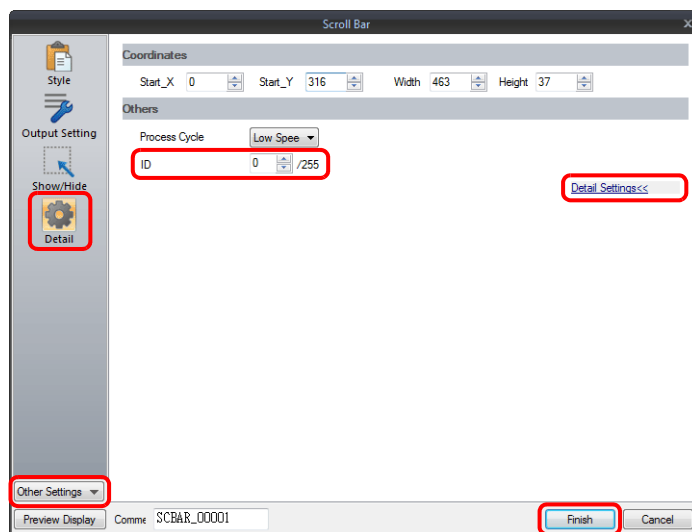 Scroll Bar
Style
Output Setting
Show/Hide
Detail
Coordinates
Start_X 0 Start_Y 316 Width 463 Height 37
Others
Process Cycle Low Spee
ID 0 /255
Detail Settings<<
Other Settings
Preview Display Comme SCBAR_00001 Finish Cancel